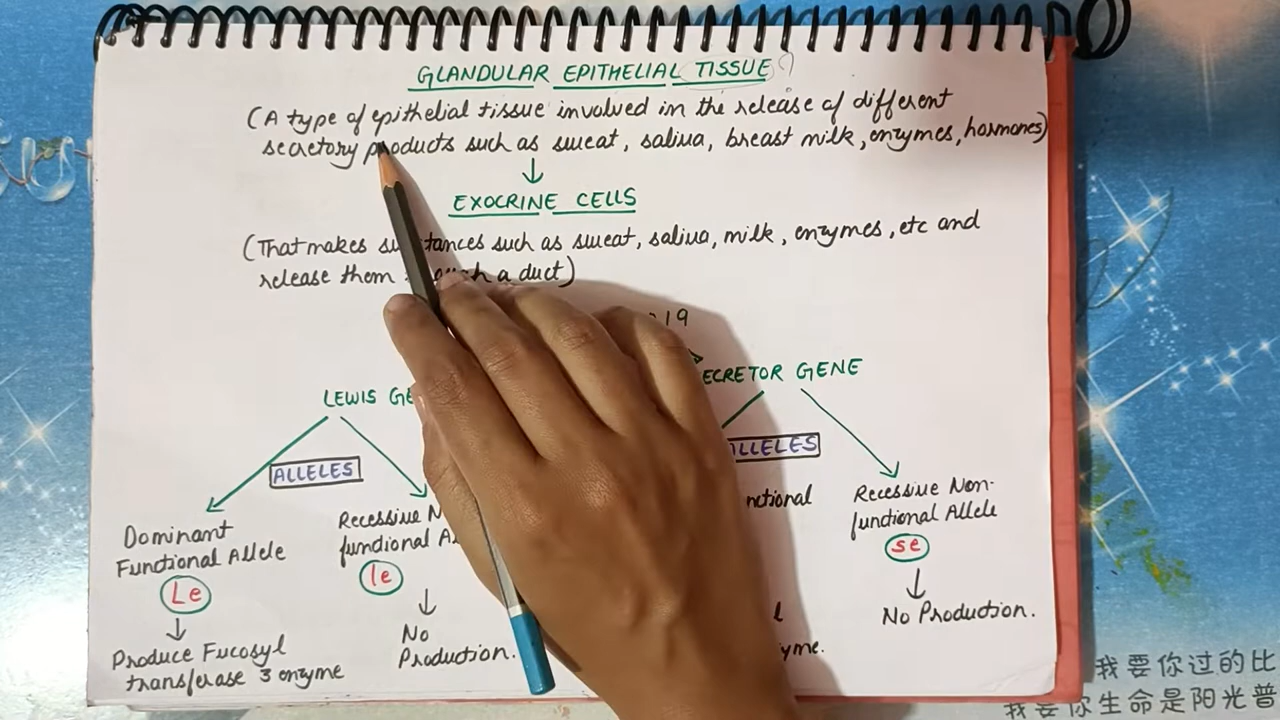 GLANDULAR EPITHELIAL TISSUE
(A type of epithelial tissue involved in the release of different
secretory products such as sweat, saliva, breast milk, enzymes, hormones)
EXOCRINE CELLS
(That makes such as sweat, saliva, milk, enzymes, etc and
release them a duct)
19
LEWIS
ECRETOR GENE
ALLELES
ALLELES
Dominant
Functional Allele
Le
Produce Fucosyl
transferase 3 enzyme
Recessive
functional
le
No
Production.
nctional
yme.
Recessive Non-
functional Allele
se
No Production.
我要你过的比
我要你生命是阳光普